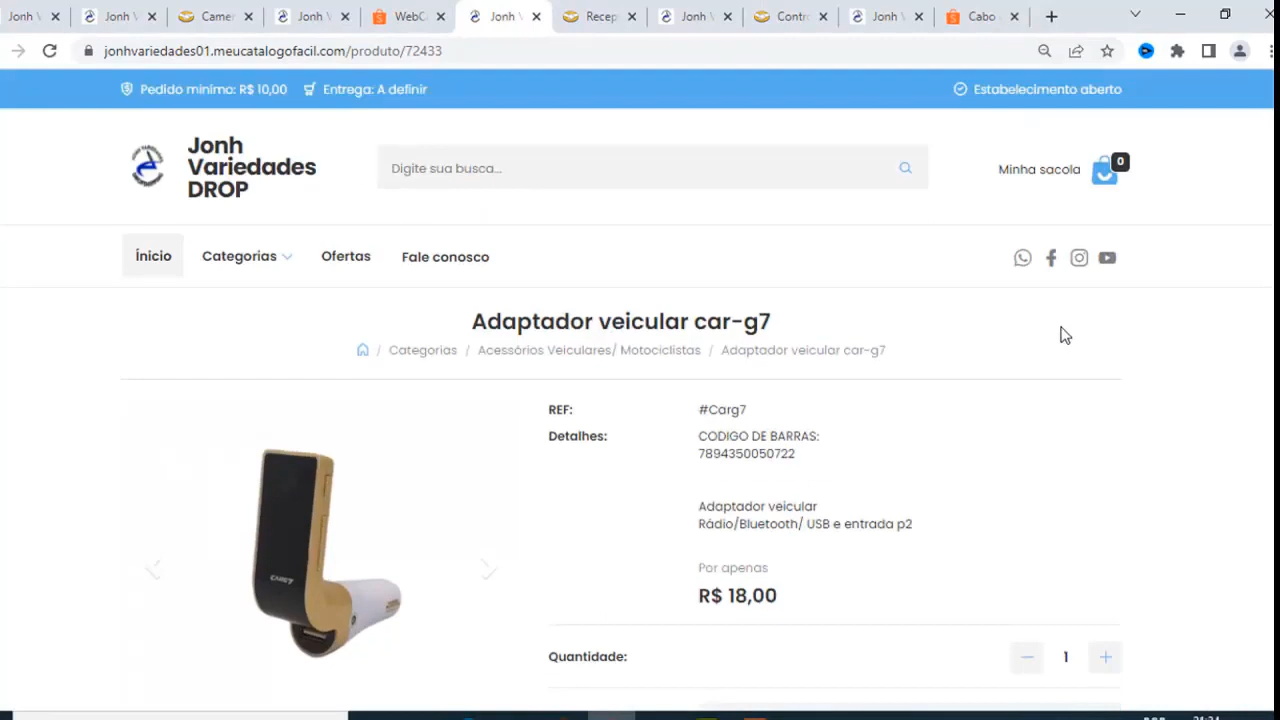 Jonh V
Jonh V
Camer
Jonh V
WebC
Jonh V
Recep
Jonh V
Contro
Jonh V
Cabo
jonhvariedades01.meucatalogofacil.com/produto/72433
Pedido mínimo: R$ 10,00 Entrega: A definir Estabelecimento aberto
Jonh
Variedades
DROP
Digite sua busca...
Minha sacola 0
Ínicio Categorias Ofertas Fale conosco
Adaptador veicular car-g7
Categorias / Acessórios Veiculares/ Motociclistas / Adaptador veicular car-g7
REF: #Carg7
Detalhes: CODIGO DE BARRAS:
7894350050722
Adaptador veicular
Rádio/Bluetooth/ USB e entrada p2
Por apenas
R$ 18,00
Quantidade: 1